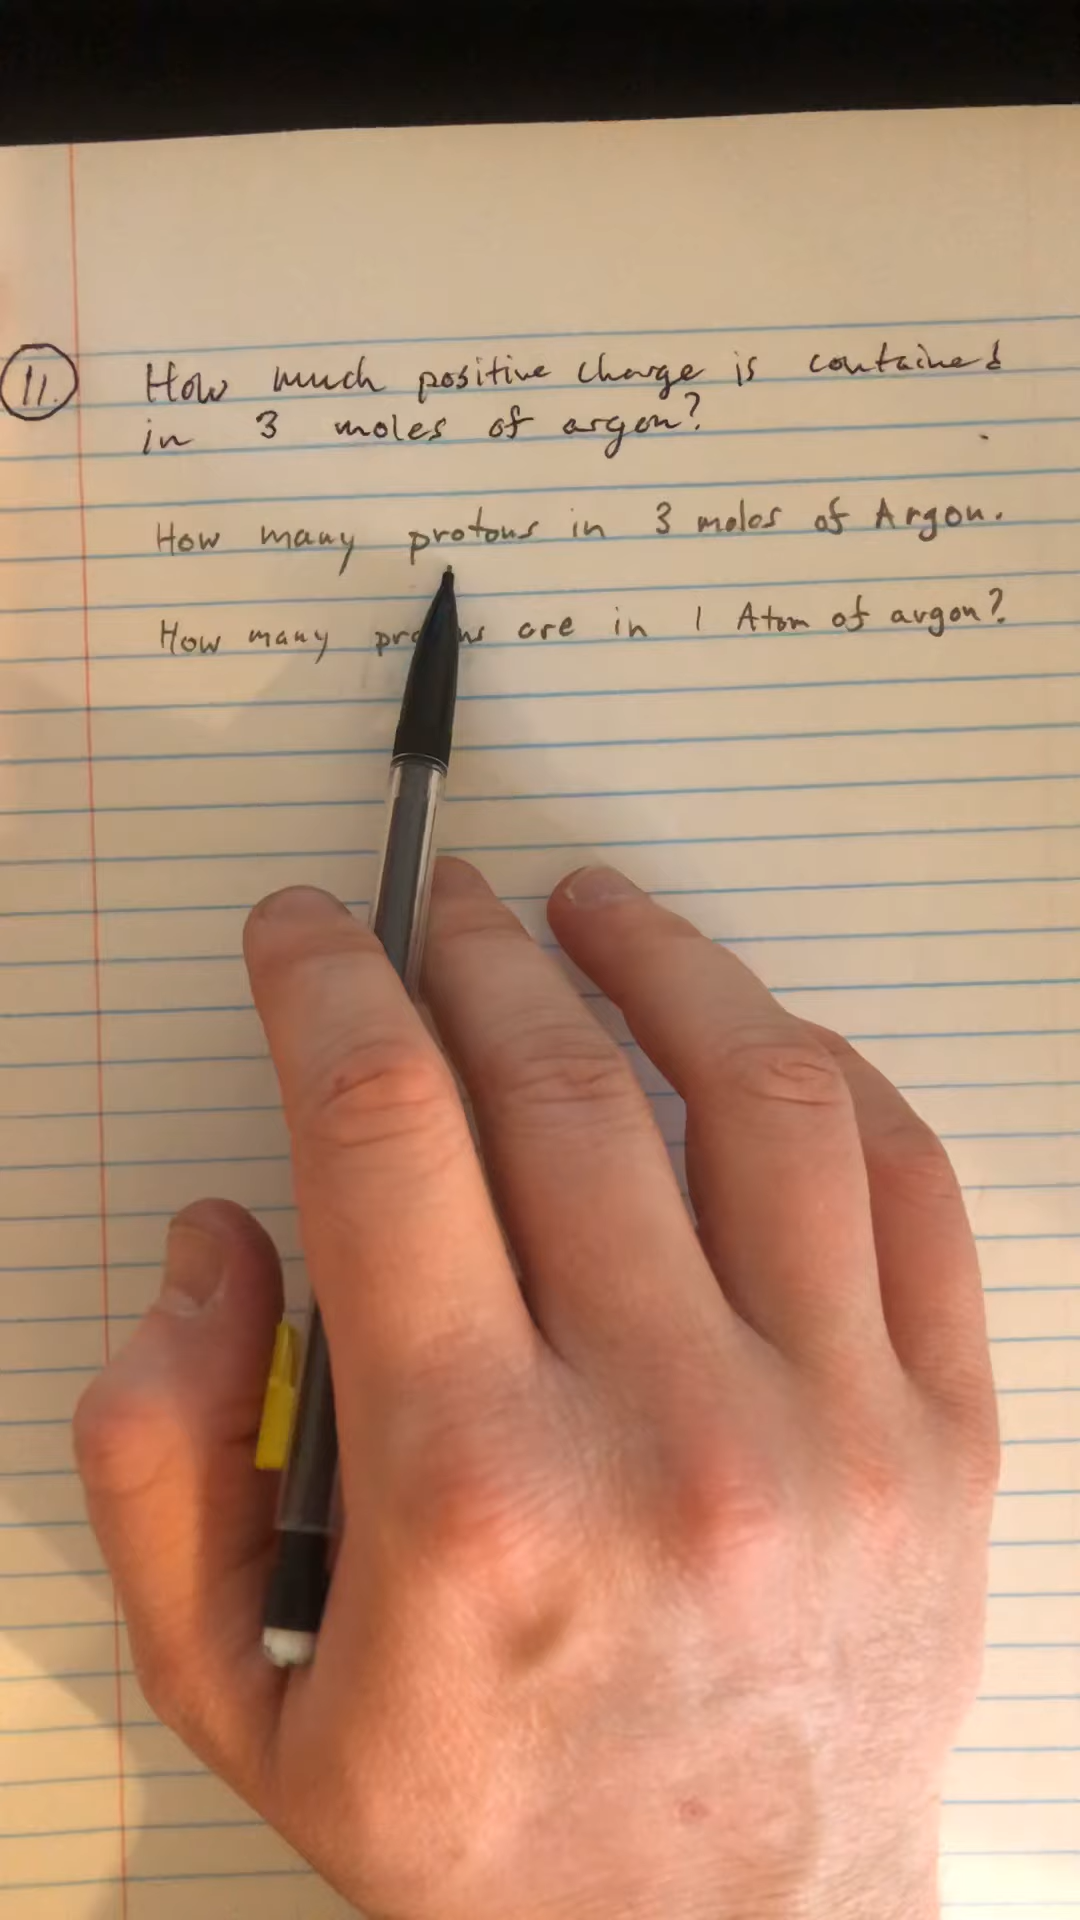 11. How much positive charge is contained
in 3 moles of argon?
How many protons in 3 moles of Argon.
How many are in 1 Atom of argon?